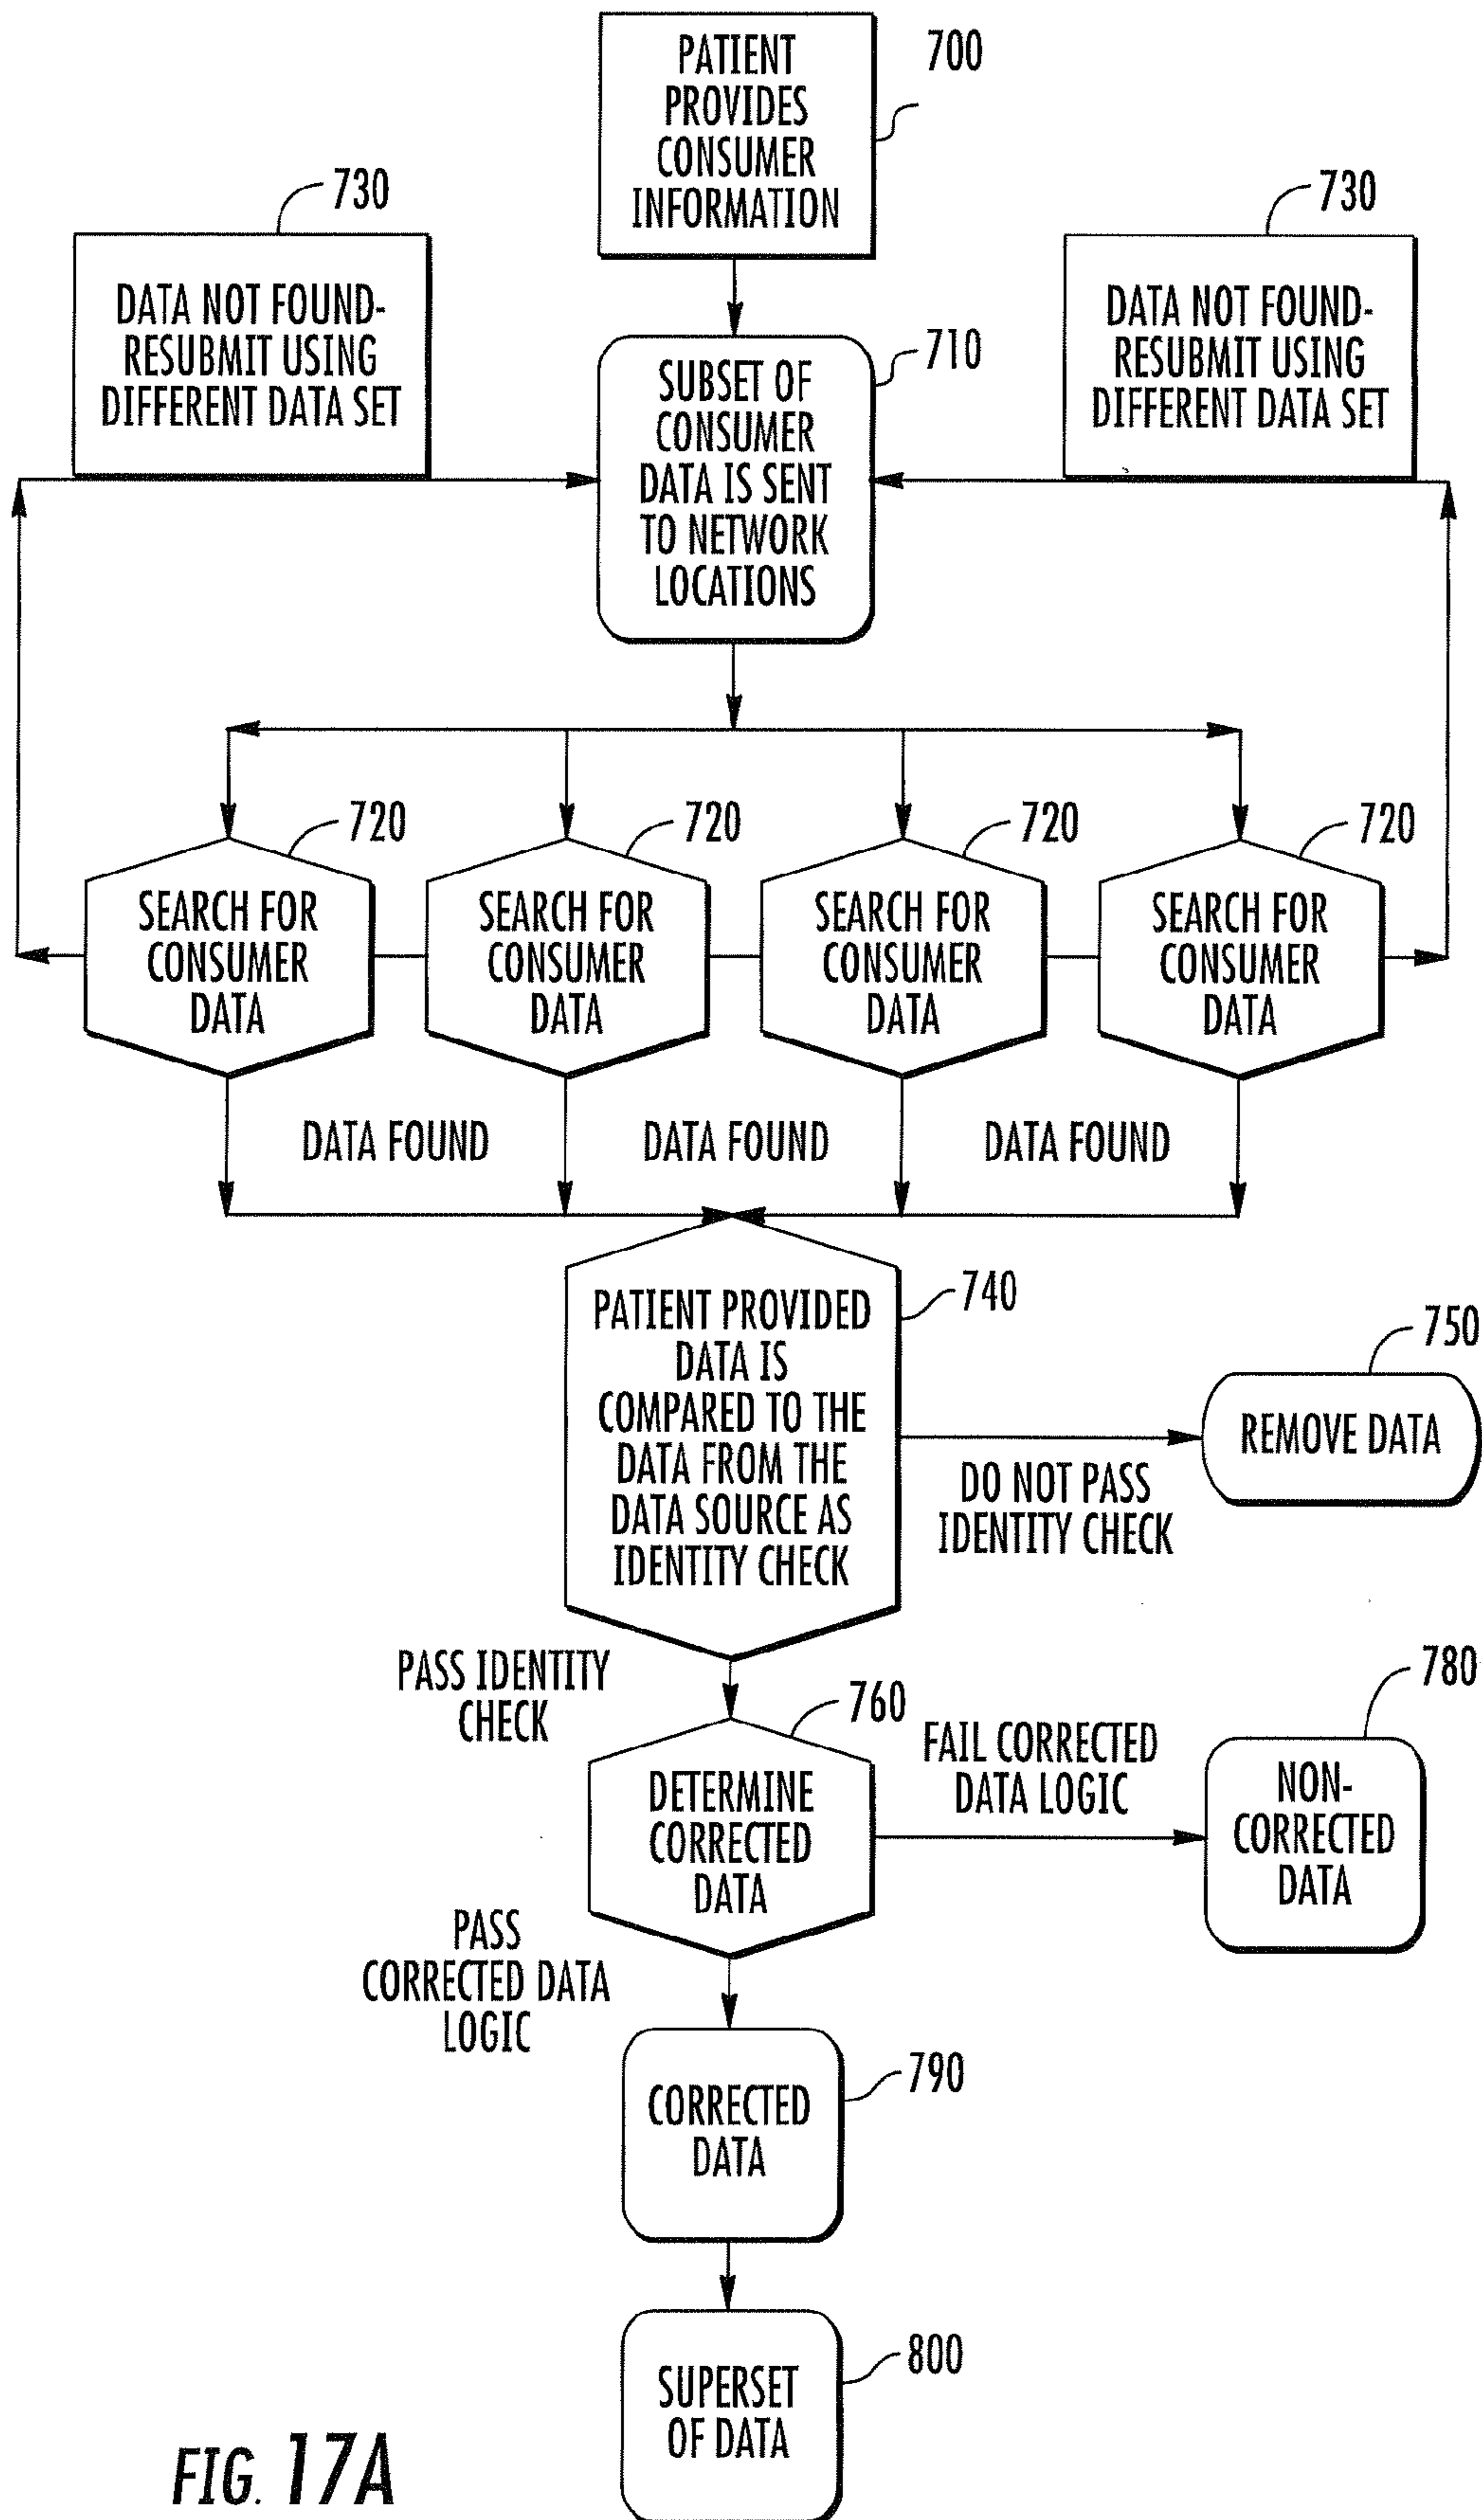 PATIENT
PROVIDES
CONSUMER
INFORMATION
700
730
DATA NOT FOUND-
RESUBMIT USING
DIFFERENT DATA SET
730
DATA NOT FOUND-
RESUBMIT USING
DIFFERENT DATA SET
710
SUBSET OF
CONSUMER
DATA IS SENT
TO NETWORK
LOCATIONS
720
SEARCH FOR
CONSUMER
DATA
720
SEARCH FOR
CONSUMER
DATA
720
SEARCH FOR
CONSUMER
DATA
720
SEARCH FOR
CONSUMER
DATA
DATA FOUND
DATA FOUND
DATA FOUND
740
PATIENT PROVIDED
DATA IS
COMPARED TO THE
DATA FROM THE
DATA SOURCE AS
IDENTITY CHECK
750
REMOVE DATA
DO NOT PASS
IDENTITY CHECK
PASS IDENTITY
CHECK
760
DETERMINE
CORRECTED
DATA
FAIL CORRECTED
DATA LOGIC
780
NON-
CORRECTED
DATA
PASS
CORRECTED DATA
LOGIC
790
CORRECTED
DATA
800
SUPERSET
OF DATA
FIG. 17A